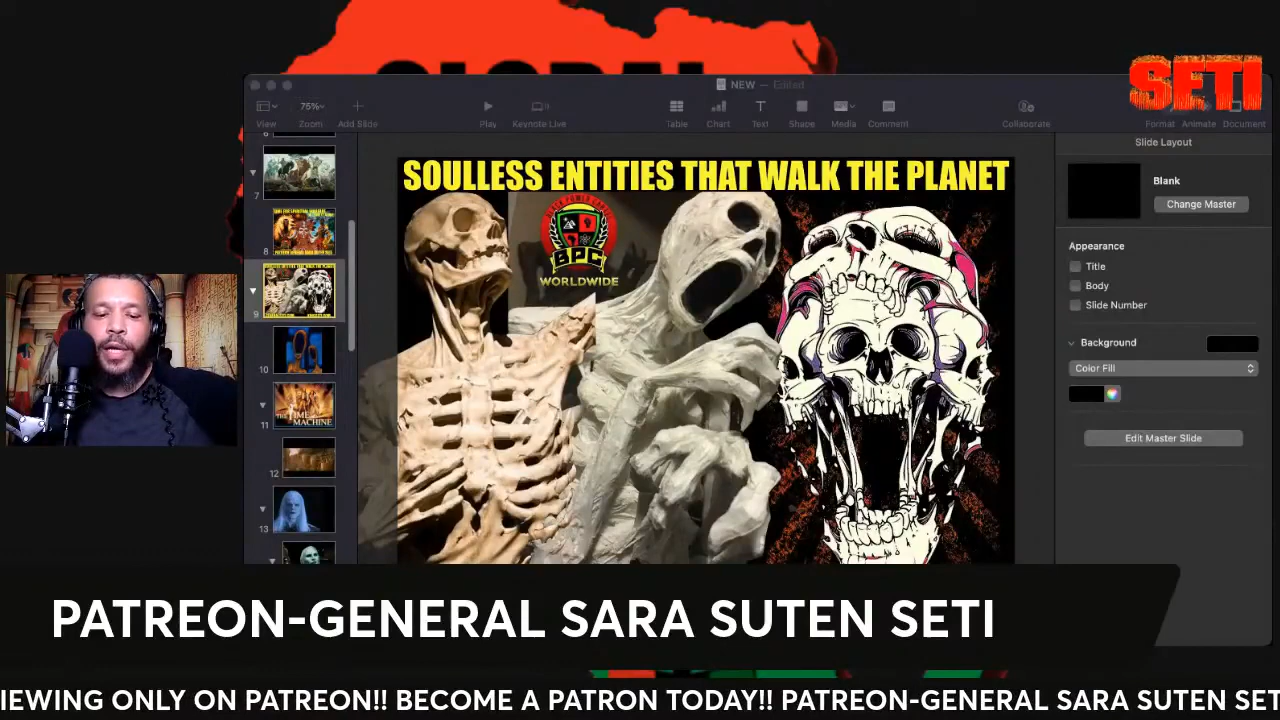 GLOBAL
SETI
NEW — Edited
75%
View
Zoom
Add Slide
Play
Keynote Live
Table
Chart
Text
Shape
Media
Comment
Collaborate
Format
Animate
Document
Slide Layout
Blank
Change Master
Appearance
Title
Body
Slide Number
Background
Color Fill
Edit Master Slide
6
7
8
9
10
11
THE TIME
MACHINE
12
13
SOULLESS ENTITIES THAT WALK THE PLANET
BPC
WORLDWIDE
PATREON-GENERAL SARA SUTEN SETI
IEWING ONLY ON PATREON!! BECOME A PATRON TODAY!! PATREON-GENERAL SARA SUTEN SET